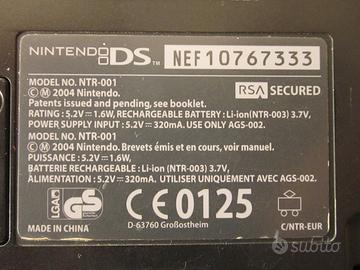 NINTENDO DS NEF10767333
MODEL NO. NTR-001
© Ⓜ 2004 Nintendo.
Patents issued and pending, see booklet.
RSA SECURED
RATING : 5.2V⎓1.6W, RECHARGEABLE BATTERY : Li-ion(NTR-003) 3.7V,
POWER SUPPLY INPUT : 5.2V⎓320mA. USE ONLY AGS-002.
MODEL NO. NTR-001
© Ⓜ 2004 Nintendo. Brevets émis et en cours, voir manuel.
PUISSANCE : 5.2V⎓1.6W,
BATTERIE RECHARGEABLE : Li-ion (NTR-003) 3.7V,
ALIMENTATION : 5.2V⎓320mA. UTILISER UNIQUEMENT AVEC AGS-002.
LGA GS CE0125
MADE IN CHINA
D-63760 Großostheim
C/NTR-EUR
subito